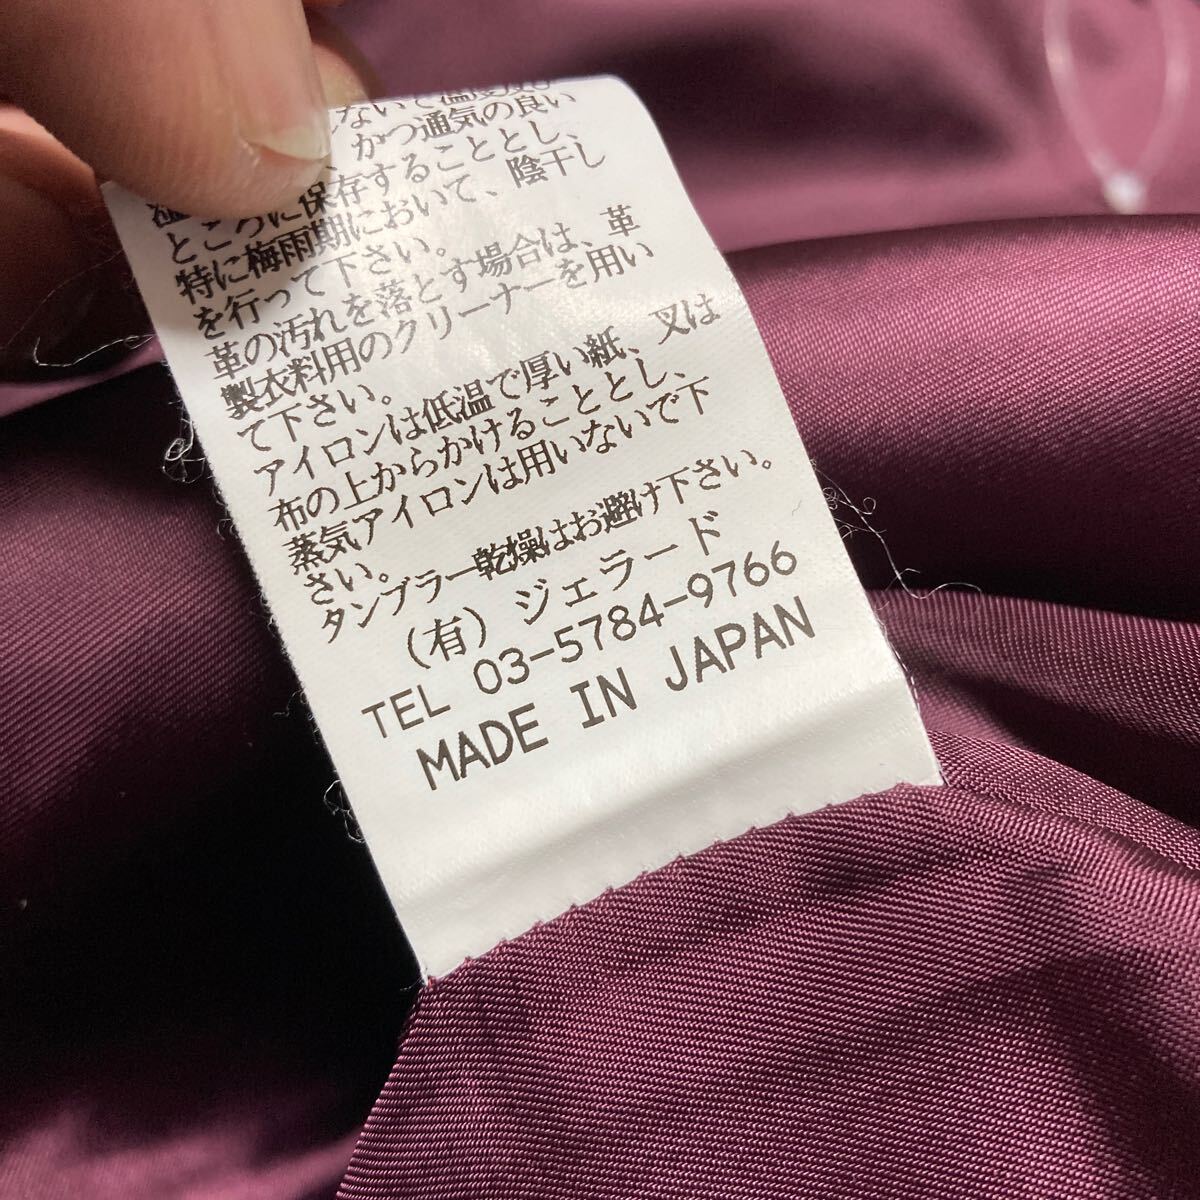 ないで温度及び
、かつ通気の良い
ところに保存することとし、
特に梅雨期において、陰干し
を行って下さい。
革の汚れを落とす場合は、革
製衣料用のクリーナーを用い
て下さい。
アイロンは低温で厚い紙、又は
布の上からかけることとし、
蒸気アイロンは用いないで下
さい。
タンブラー乾燥はお避け下さい。
(有) ジェラード
TEL 03-5784-9766
MADE IN JAPAN